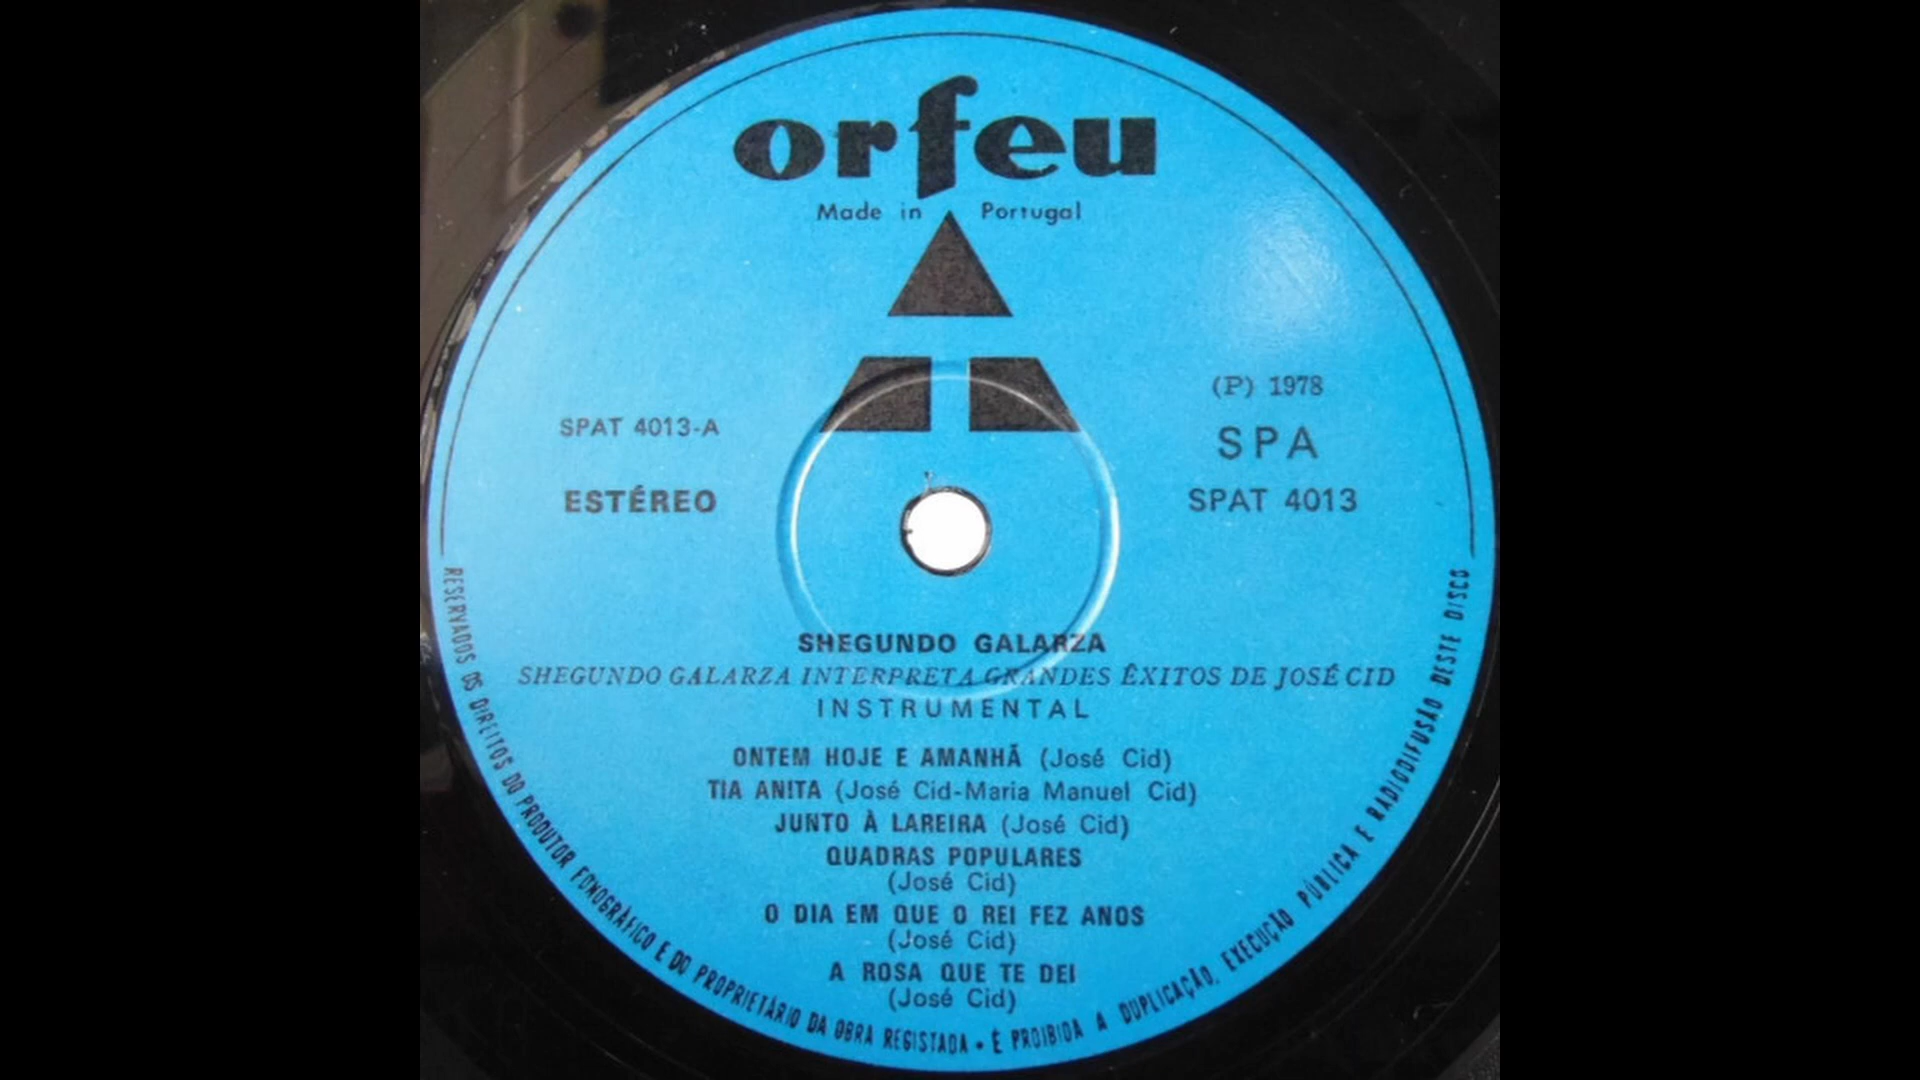 orfeu
Made in Portugal
(P) 1978
SPAT 4013-A
SPA
ESTÉREO
SPAT 4013
SHEGUNDO GALARZA
SHEGUNDO GALARZA INTERPRETA GRANDES ÊXITOS DE JOSÉ CID
INSTRUMENTAL
ONTEM HOJE E AMANHÃ (José Cid)
TIA ANITA (José Cid-Maria Manuel Cid)
JUNTO À LAREIRA (José Cid)
QUADRAS POPULARES
(José Cid)
O DIA EM QUE O REI FEZ ANOS
(José Cid)
A ROSA QUE TE DEI
(José Cid)
RESERVADOS OS DIREITOS DO PRODUTOR FONOGRÁFICO E DO PROPRIETÁRIO DA OBRA REGISTADA • É PROIBIDA A DUPLICAÇÃO, EXECUÇÃO PÚBLICA E RADIODIFUSÃO DESTE DISCO